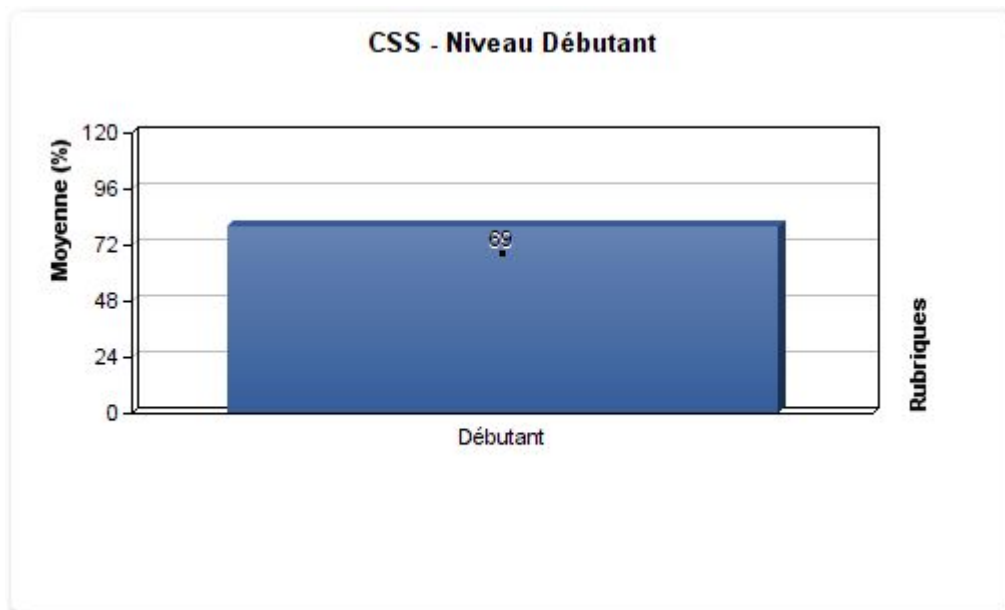 CSS - Niveau Débutant
Moyenne (%)
120
96
72
48
24
0
69
Débutant
Rubriques